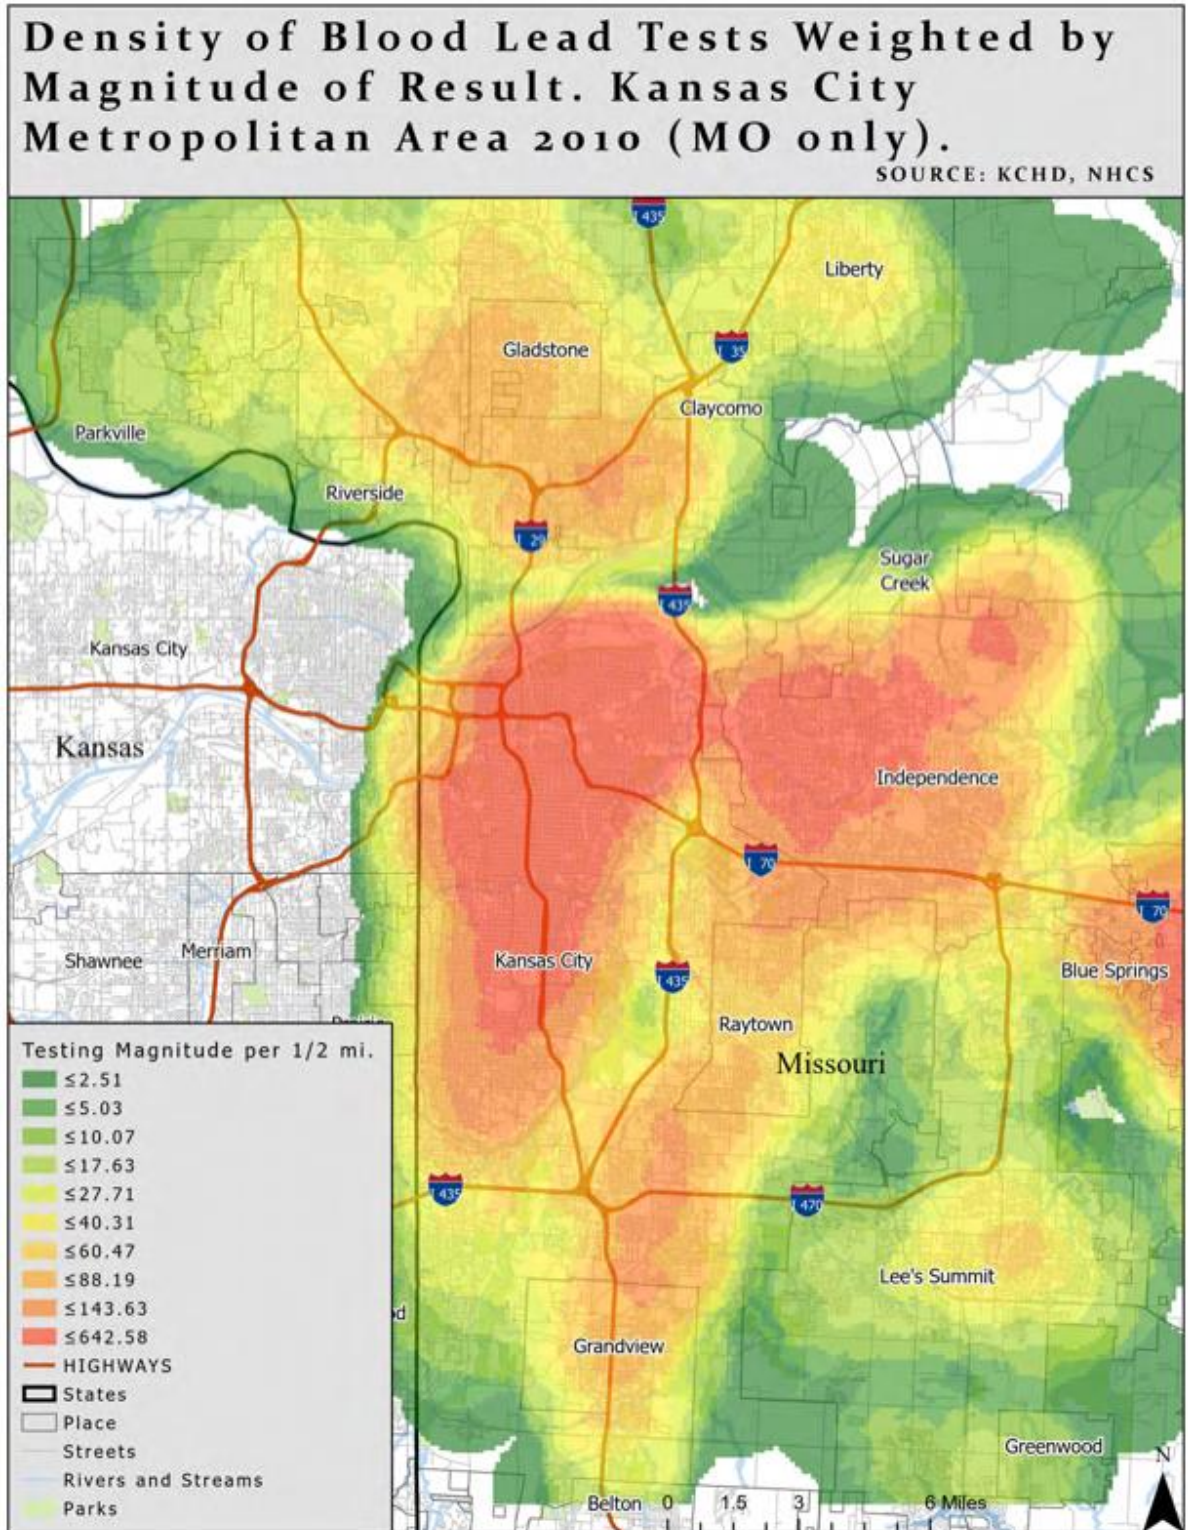 Density of Blood Lead Tests Weighted by
Magnitude of Result. Kansas City
Metropolitan Area 2010 (MO only).
SOURCE: KCHD, NHCS
I 435
Liberty
I 35
Gladstone
Claycomo
Parkville
Riverside
I 29
Sugar
Creek
I 435
Kansas City
Kansas
Independence
I 70
I 70
Shawnee
Merriam
Kansas City
I 435
Blue Springs
Raytown
Missouri
I 435
I 470
Lee's Summit
Grandview
Greenwood
Belton
0 1.5 3 6 Miles
N
Testing Magnitude per 1/2 mi.
≤2.51
≤5.03
≤10.07
≤17.63
≤27.71
≤40.31
≤60.47
≤88.19
≤143.63
≤642.58
HIGHWAYS
States
Place
Streets
Rivers and Streams
Parks